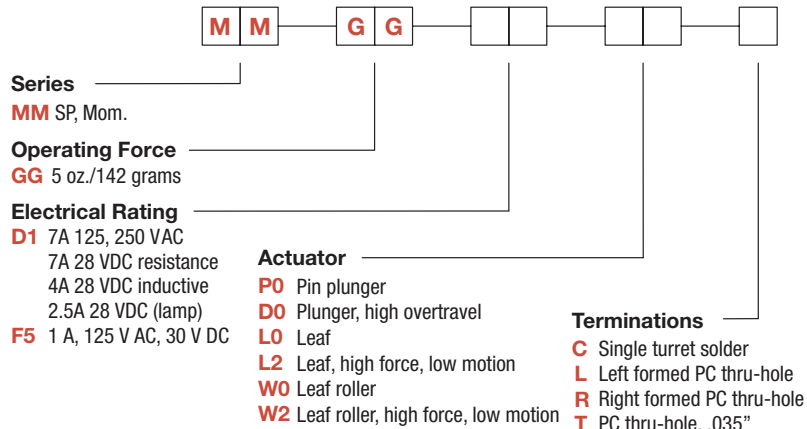 M M G G
Series
MM SP, Mom.
Operating Force
GG 5 oz./142 grams
Electrical Rating
D1 7A 125, 250 VAC
7A 28 VDC resistance
4A 28 VDC inductive
2.5A 28 VDC (lamp)
F5 1 A, 125 V AC, 30 V DC
Actuator
P0 Pin plunger
D0 Plunger, high overtravel
L0 Leaf
L2 Leaf, high force, low motion
W0 Leaf roller
W2 Leaf roller, high force, low motion
Terminations
C Single turret solder
L Left formed PC thru-hole
R Right formed PC thru-hole
T PC thru-hole, .035"